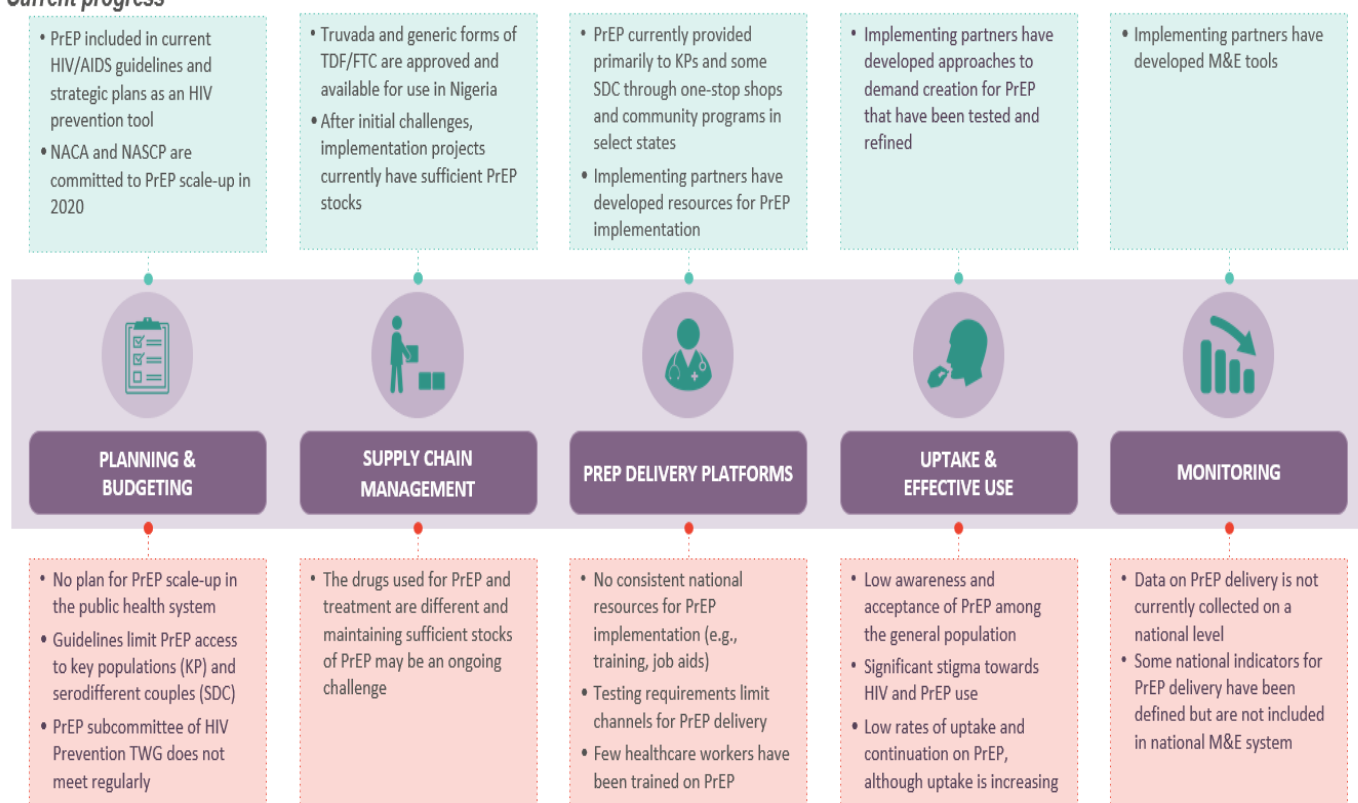 Current progress
• PrEP included in current
HIV/AIDS guidelines and
strategic plans as an HIV
prevention tool
• NACA and NASCP are
committed to PrEP scale-up in
2020
• Truvada and generic forms of
TDF/FTC are approved and
available for use in Nigeria
• After initial challenges,
implementation projects
currently have sufficient PrEP
stocks
• PrEP currently provided
primarily to KPs and some
SDC through one-stop shops
and community programs in
select states
• Implementing partners have
developed resources for PrEP
implementation
• Implementing partners have
developed approaches to
demand creation for PrEP
that have been tested and
refined
• Implementing partners have
developed M&E tools
PLANNING &
BUDGETING
SUPPLY CHAIN
MANAGEMENT
PREP DELIVERY PLATFORMS
UPTAKE &
EFFECTIVE USE
MONITORING
• No plan for PrEP scale-up in
the public health system
• Guidelines limit PrEP access
to key populations (KP) and
serodifferent couples (SDC)
• PrEP subcommittee of HIV
Prevention TWG does not
meet regularly
• The drugs used for PrEP and
treatment are different and
maintaining sufficient stocks
of PrEP may be an ongoing
challenge
• No consistent national
resources for PrEP
implementation (e.g.,
training, job aids)
• Testing requirements limit
channels for PrEP delivery
• Few healthcare workers have
been trained on PrEP
• Low awareness and
acceptance of PrEP among
the general population
• Significant stigma towards
HIV and PrEP use
• Low rates of uptake and
continuation on PrEP,
although uptake is increasing
• Data on PrEP delivery is not
currently collected on a
national level
• Some national indicators for
PrEP delivery have been
defined but are not included
in national M&E system